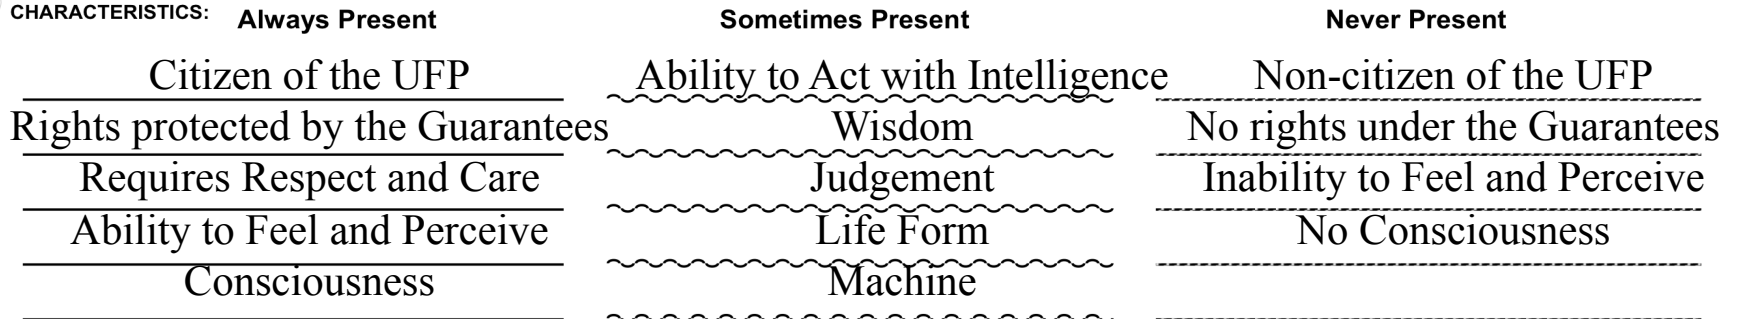 CHARACTERISTICS: Always Present Sometimes Present Never Present
Citizen of the UFP Ability to Act with Intelligence Non-citizen of the UFP
Rights protected by the Guarantees Wisdom No rights under the Guarantees
Requires Respect and Care Judgement Inability to Feel and Perceive
Ability to Feel and Perceive Life Form No Consciousness
Consciousness Machine